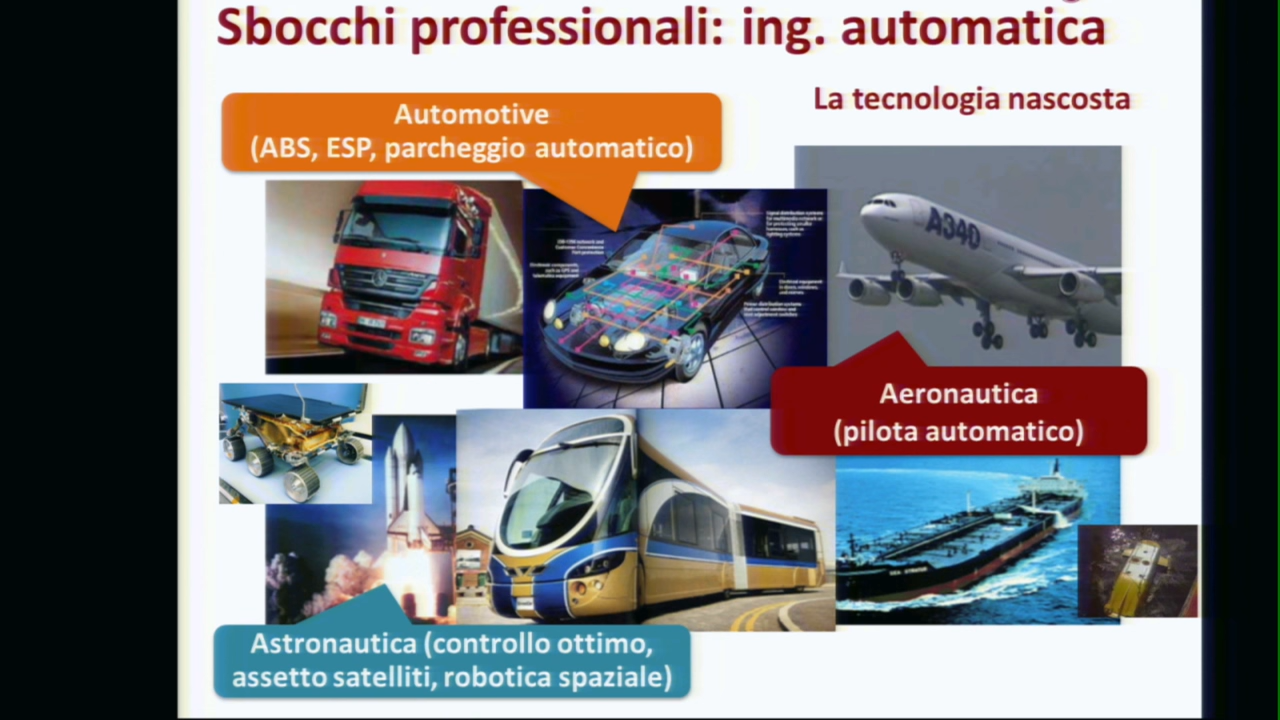 Sbocchi professionali: ing. automatica
La tecnologia nascosta
Automotive
(ABS, ESP, parcheggio automatico)
A340
Aeronautica
(pilota automatico)
Astronautica (controllo ottimo,
assetto satelliti, robotica spaziale)